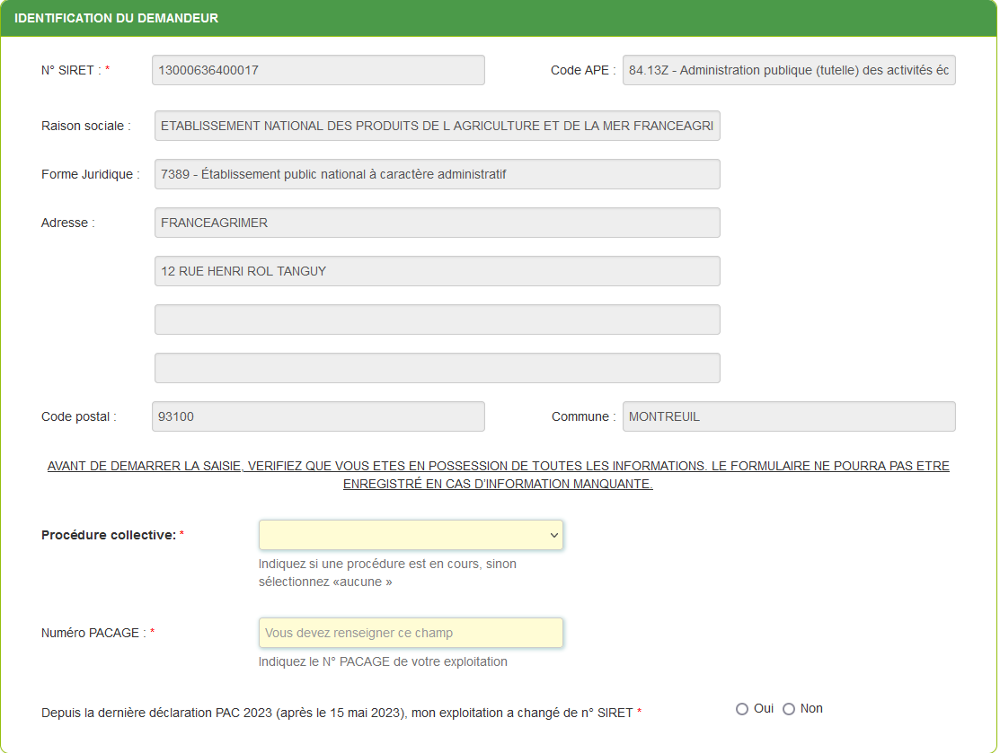 IDENTIFICATION DU DEMANDEUR
N° SIRET : * 13000636400017 Code APE : 84.13Z - Administration publique (tutelle) des activités éc
Raison sociale : ETABLISSEMENT NATIONAL DES PRODUITS DE L AGRICULTURE ET DE LA MER FRANCEAGRI
Forme Juridique : 7389 - Établissement public national à caractère administratif
Adresse : FRANCEAGRIMER
12 RUE HENRI ROL TANGUY
Code postal : 93100 Commune : MONTREUIL
AVANT DE DEMARRER LA SAISIE, VERIFIEZ QUE VOUS ETES EN POSSESSION DE TOUTES LES INFORMATIONS. LE FORMULAIRE NE POURRA PAS ETRE
ENREGISTRÉ EN CAS D'INFORMATION MANQUANTE.
Procédure collective: *
Indiquez si une procédure est en cours, sinon
sélectionnez «aucune »
Numéro PACAGE : * Vous devez renseigner ce champ
Indiquez le N° PACAGE de votre exploitation
Depuis la dernière déclaration PAC 2023 (après le 15 mai 2023), mon exploitation a changé de n° SIRET * Oui Non